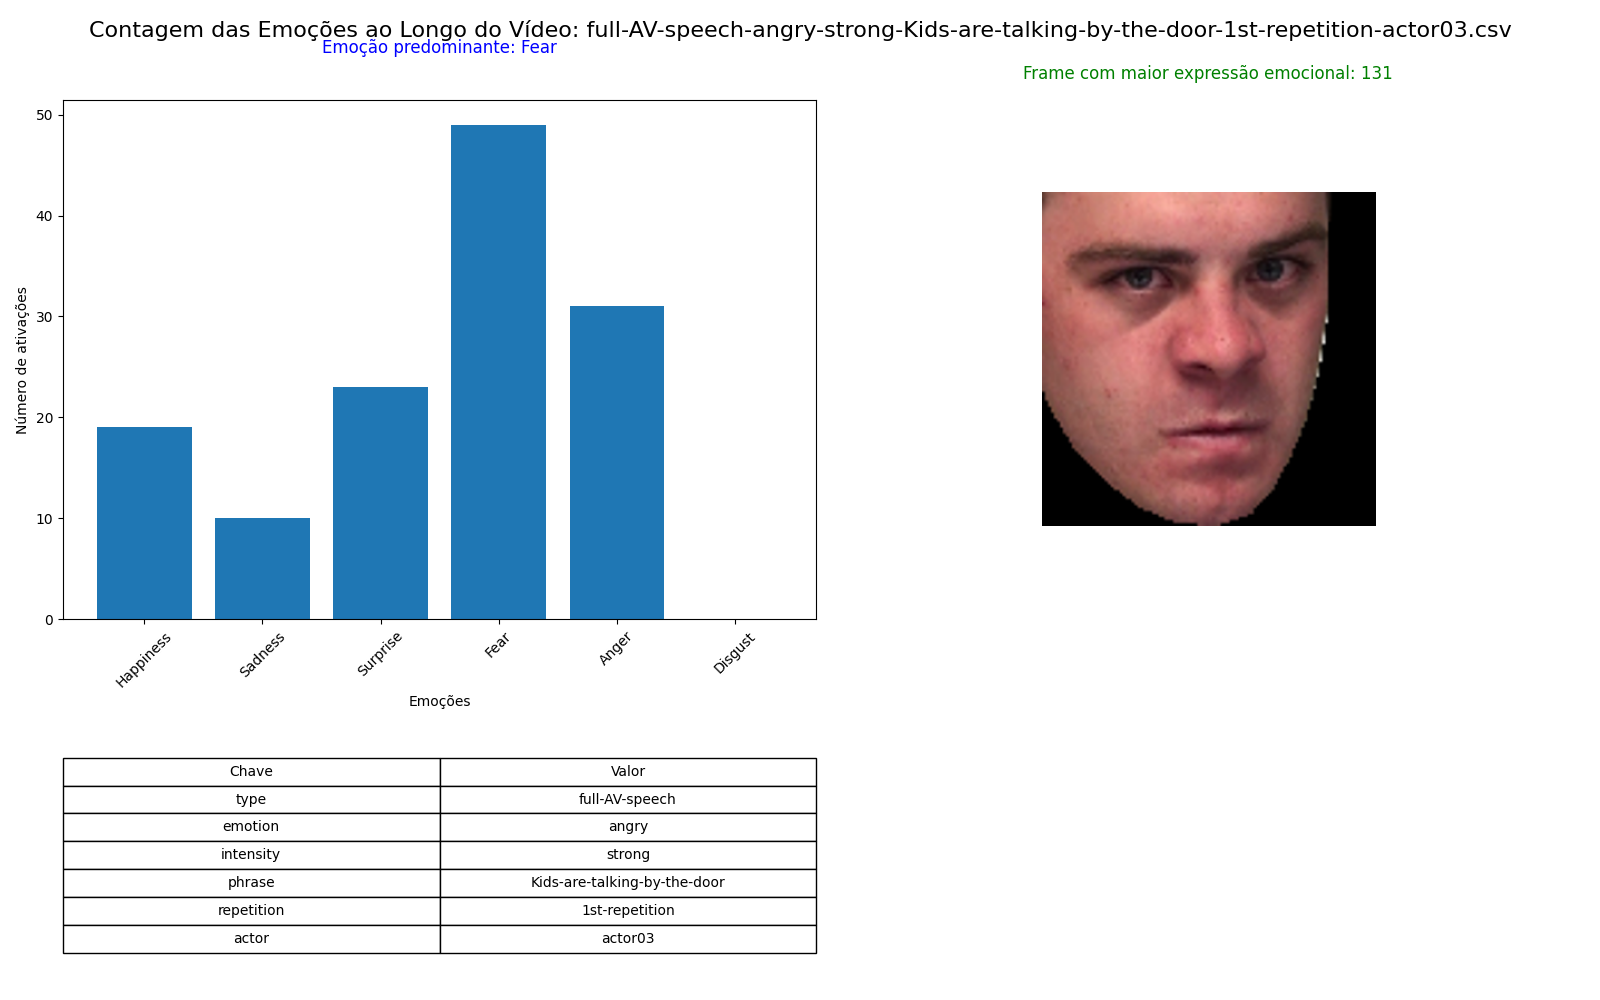 Contagem das Emoções ao Longo do Vídeo: full-AV-speech-angry-strong-Kids-are-talking-by-the-door-1st-repetition-actor03.csv
Emoção predominante: Fear
Frame com maior expressão emocional: 131
Número de ativações
50
40
30
20
10
0
Happiness
Sadness
Surprise
Fear
Anger
Disgust
Emoções
Chave Valor
type full-AV-speech
emotion angry
intensity strong
phrase Kids-are-talking-by-the-door
repetition 1st-repetition
actor actor03